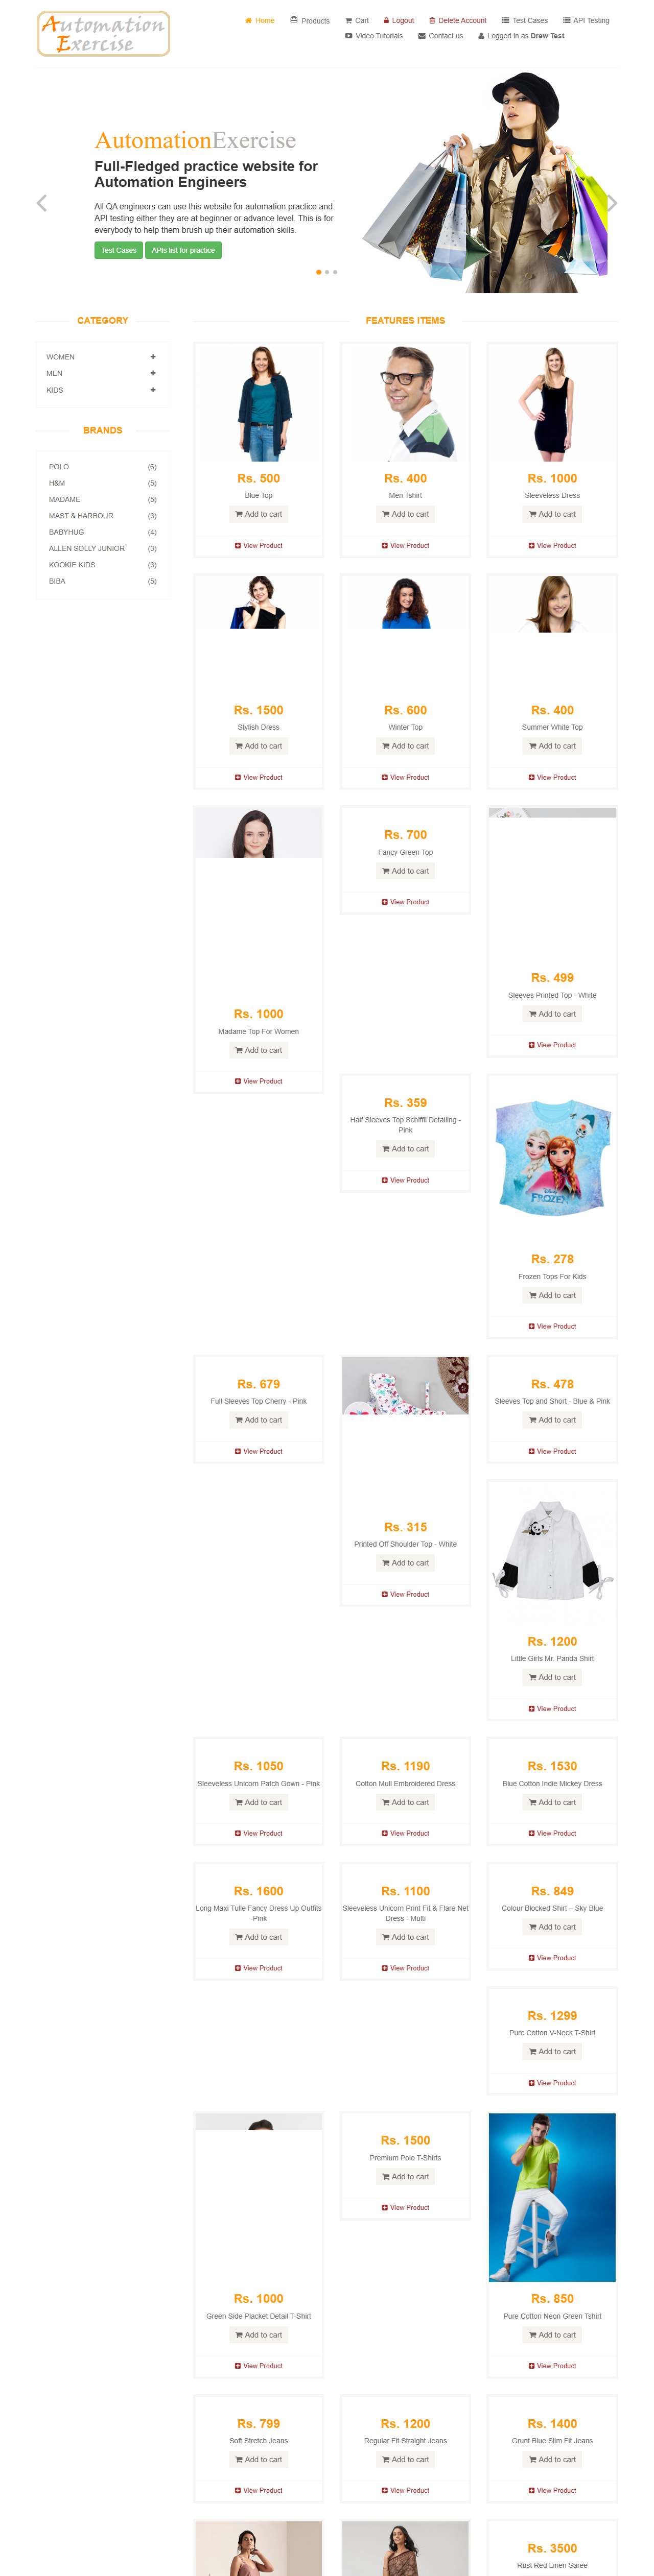 Automation
Exercise
Home
Products
Cart
Logout
Delete Account
Test Cases
API Testing
Video Tutorials
Contact us
Logged in as Drew Test
AutomationExercise
Full-Fledged practice website for
Automation Engineers
All QA engineers can use this website for automation practice and
API testing either they are at beginner or advance level. This is for
everybody to help them brush up their automation skills.
Test Cases
APIs list for practice
CATEGORY
WOMEN
MEN
KIDS
BRANDS
POLO (6)
H&M (5)
MADAME (5)
MAST & HARBOUR (3)
BABYHUG (4)
ALLEN SOLLY JUNIOR (3)
KOOKIE KIDS (3)
BIBA (5)
FEATURES ITEMS
Rs. 500
Blue Top
Add to cart
View Product
Rs. 400
Men Tshirt
Add to cart
View Product
Rs. 1000
Sleeveless Dress
Add to cart
View Product
Rs. 1500
Stylish Dress
Add to cart
View Product
Rs. 600
Winter Top
Add to cart
View Product
Rs. 400
Summer White Top
Add to cart
View Product
Rs. 1000
Madame Top For Women
Add to cart
View Product
Rs. 700
Fancy Green Top
Add to cart
View Product
Rs. 499
Sleeves Printed Top - White
Add to cart
View Product
Rs. 359
Half Sleeves Top Schiffli Detailing -
Pink
Add to cart
View Product
Disney
FROZEN
Rs. 278
Frozen Tops For Kids
Add to cart
View Product
Rs. 679
Full Sleeves Top Cherry - Pink
Add to cart
View Product
Rs. 315
Printed Off Shoulder Top - White
Add to cart
View Product
Rs. 478
Sleeves Top and Short - Blue & Pink
Add to cart
View Product
Rs. 1200
Little Girls Mr. Panda Shirt
Add to cart
View Product
Rs. 1050
Sleeveless Unicorn Patch Gown - Pink
Add to cart
View Product
Rs. 1190
Cotton Mull Embroidered Dress
Add to cart
View Product
Rs. 1530
Blue Cotton Indie Mickey Dress
Add to cart
View Product
Rs. 1600
Long Maxi Tulle Fancy Dress Up Outfits
-Pink
Add to cart
View Product
Rs. 1100
Sleeveless Unicorn Print Fit & Flare Net
Dress - Multi
Add to cart
View Product
Rs. 849
Colour Blocked Shirt – Sky Blue
Add to cart
View Product
Rs. 1299
Pure Cotton V-Neck T-Shirt
Add to cart
View Product
Rs. 1000
Green Side Placket Detail T-Shirt
Add to cart
View Product
Rs. 1500
Premium Polo T-Shirts
Add to cart
View Product
Rs. 850
Pure Cotton Neon Green Tshirt
Add to cart
View Product
Rs. 799
Soft Stretch Jeans
Add to cart
View Product
Rs. 1200
Regular Fit Straight Jeans
Add to cart
View Product
Rs. 1400
Grunt Blue Slim Fit Jeans
Add to cart
View Product
Rs. 3500
Rust Red Linen Saree